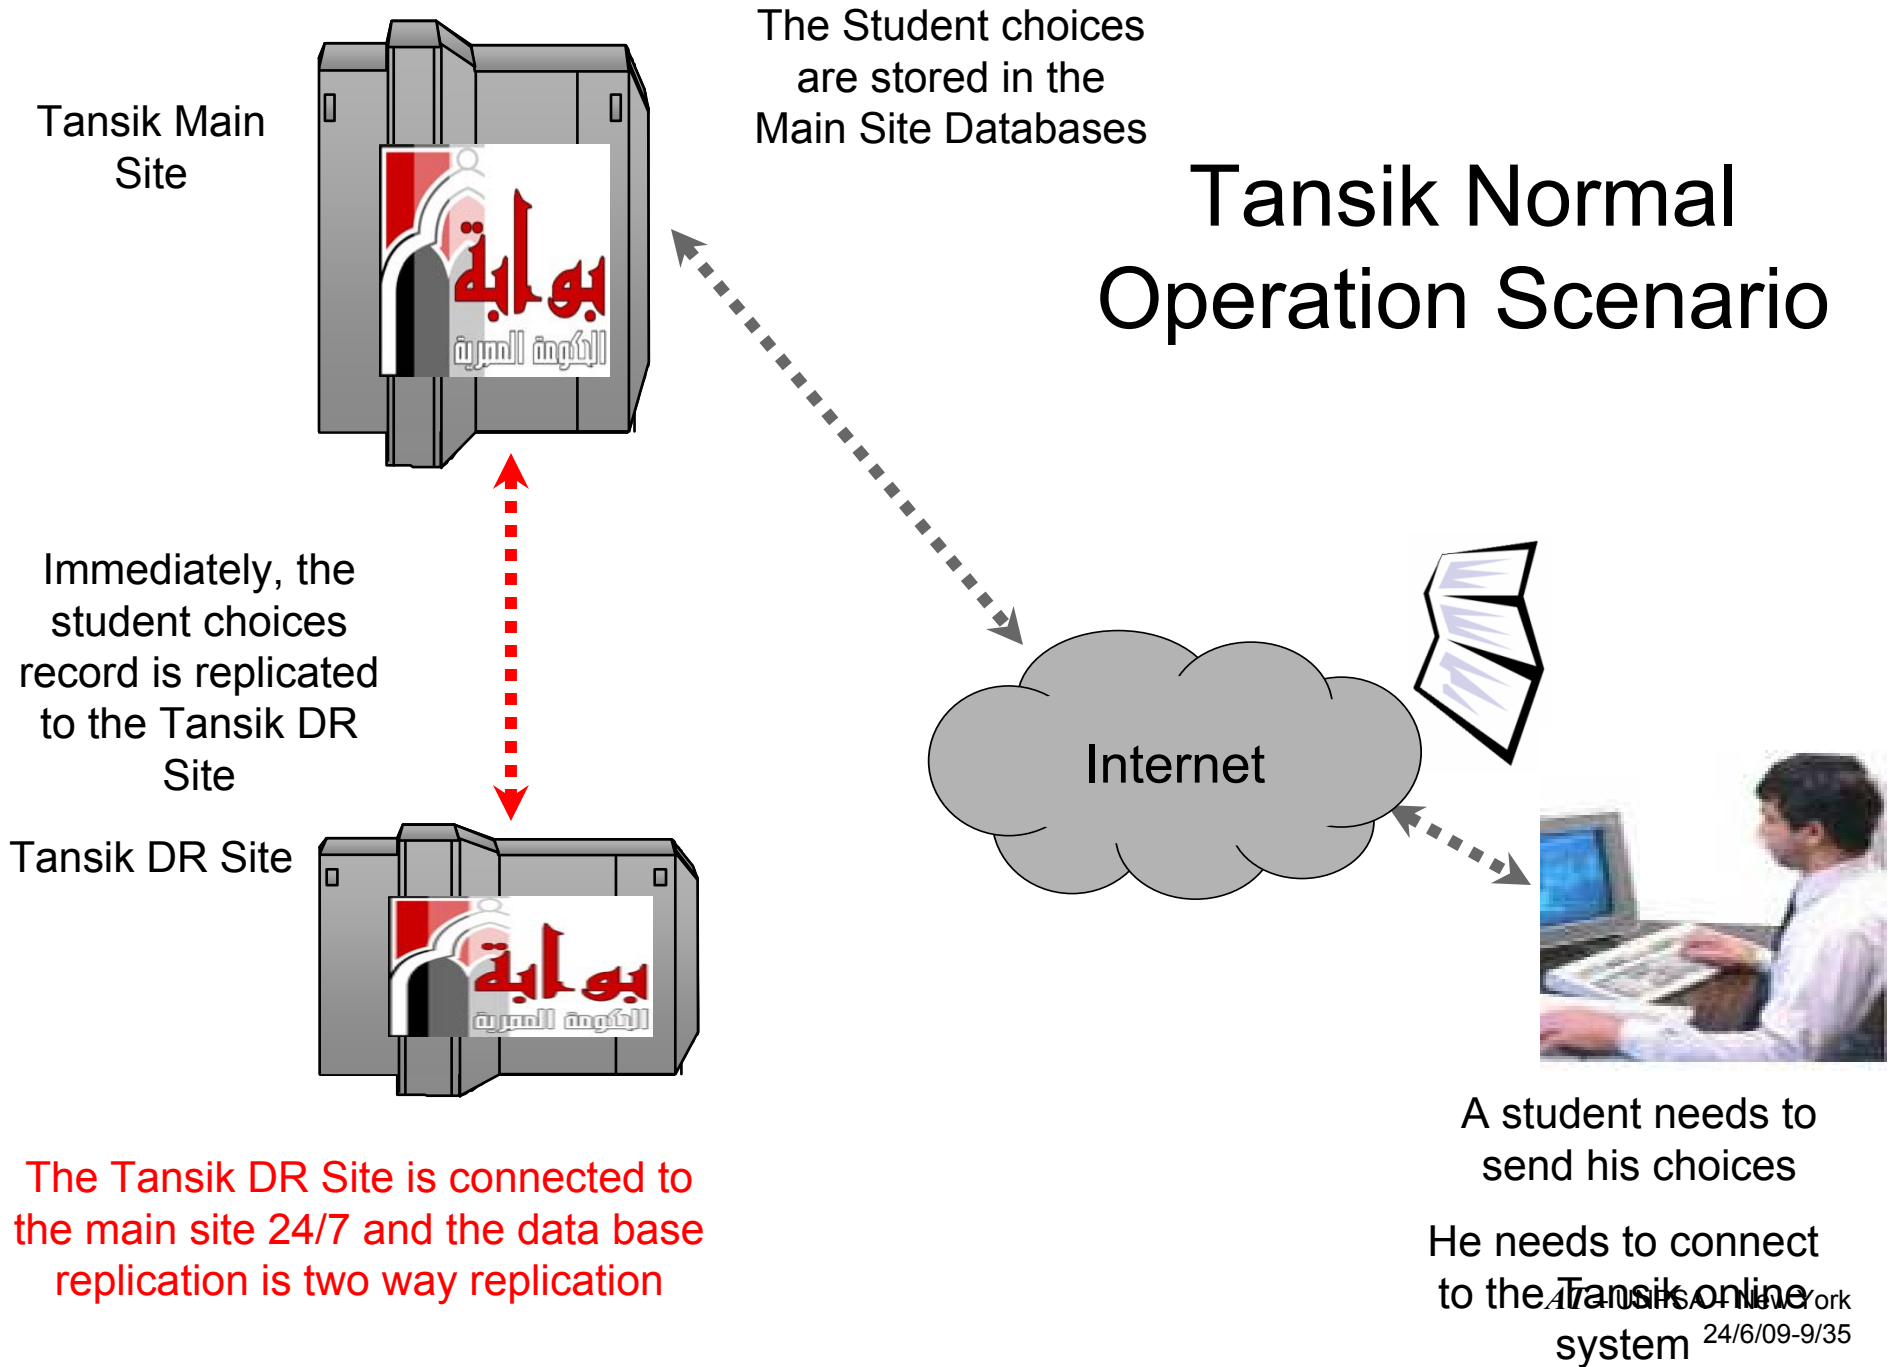 The Student choices
are stored in the
Main Site Databases
Tansik Main
Site
Tansik Normal
Operation Scenario
بوابة
الحكومة المصرية
Immediately, the
student choices
record is replicated
to the Tansik DR
Site
Internet
Tansik DR Site
بوابة
الحكومة المصرية
A student needs to
send his choices
The Tansik DR Site is connected to
the main site 24/7 and the data base
replication is two way replication
He needs to connect
to the Tansik online
system
AT – UNPSA – New York
24/6/09-9/35